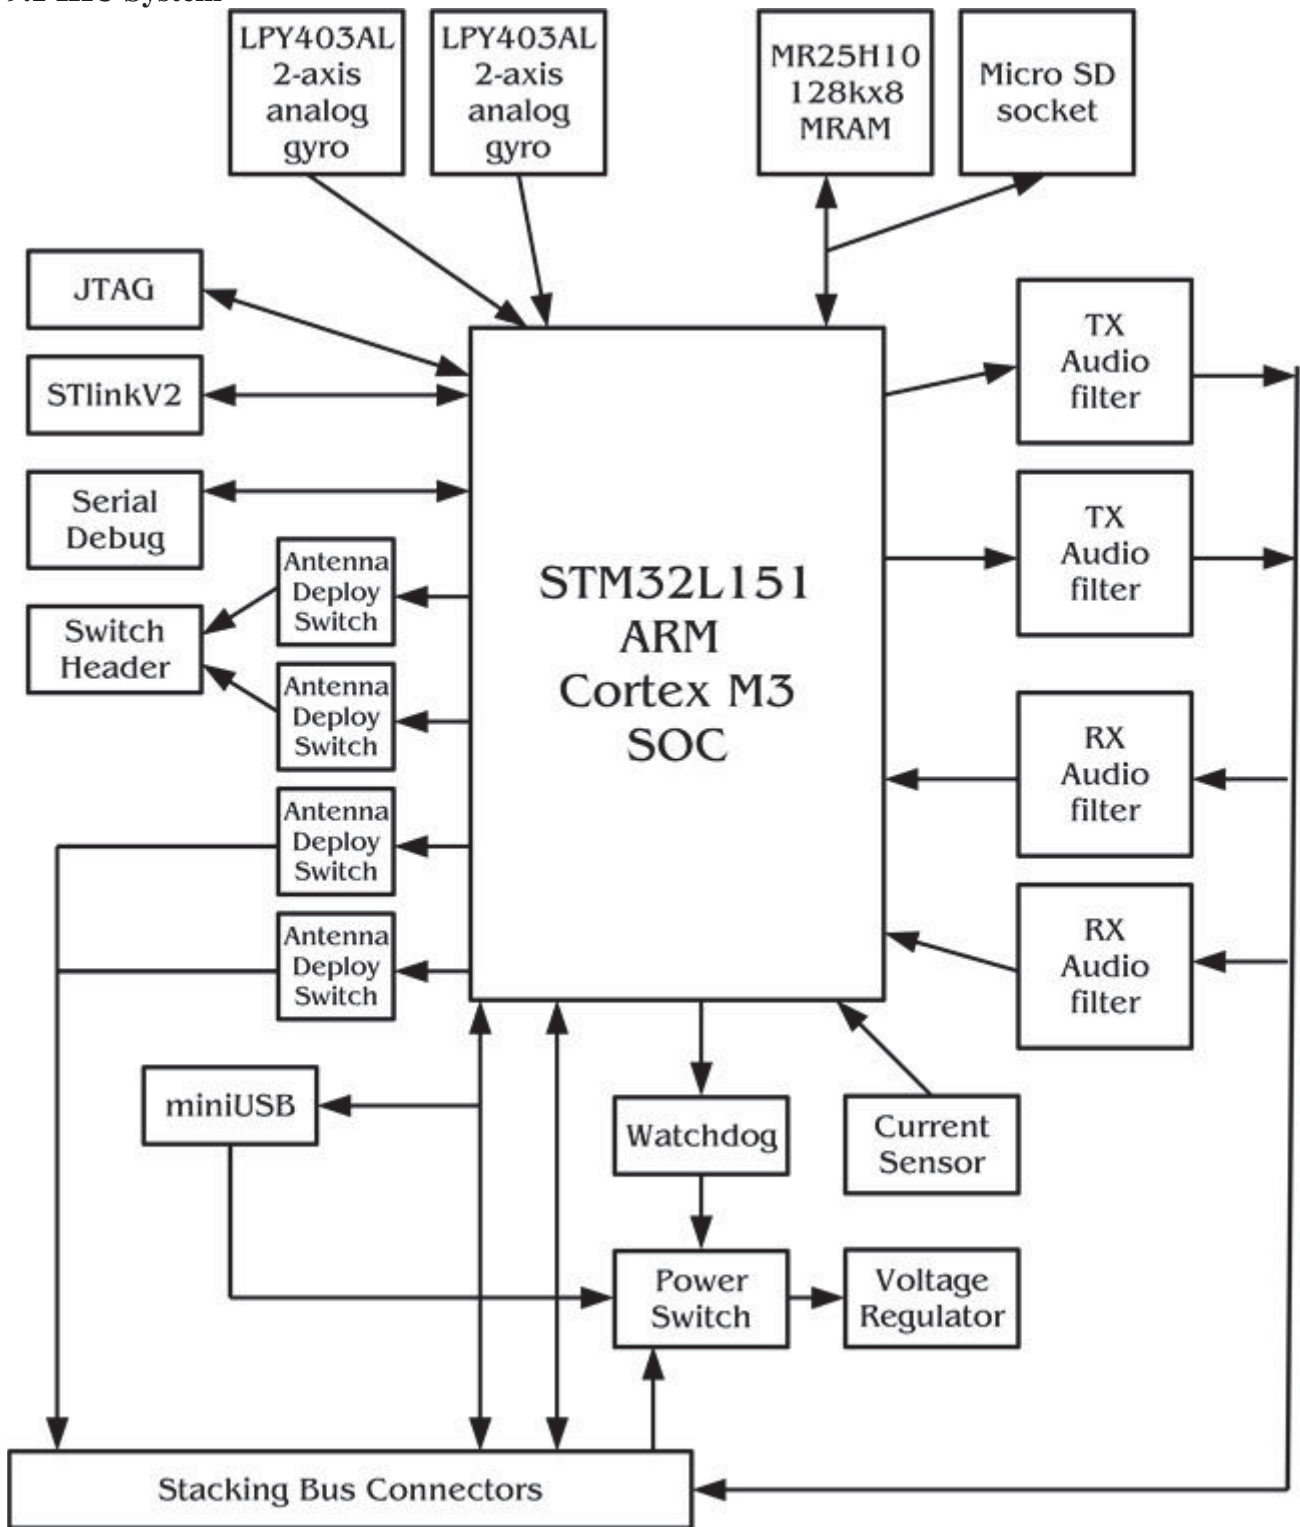 LPY403AL
2-axis
analog
gyro
LPY403AL
2-axis
analog
gyro
MR25H10
128kx8
MRAM
Micro SD
socket
JTAG
STlinkV2
Serial
Debug
Switch
Header
Antenna
Deploy
Switch
Antenna
Deploy
Switch
Antenna
Deploy
Switch
Antenna
Deploy
Switch
STM32L151
ARM
Cortex M3
SOC
TX
Audio
filter
TX
Audio
filter
RX
Audio
filter
RX
Audio
filter
miniUSB
Watchdog
Current
Sensor
Power
Switch
Voltage
Regulator
Stacking Bus Connectors